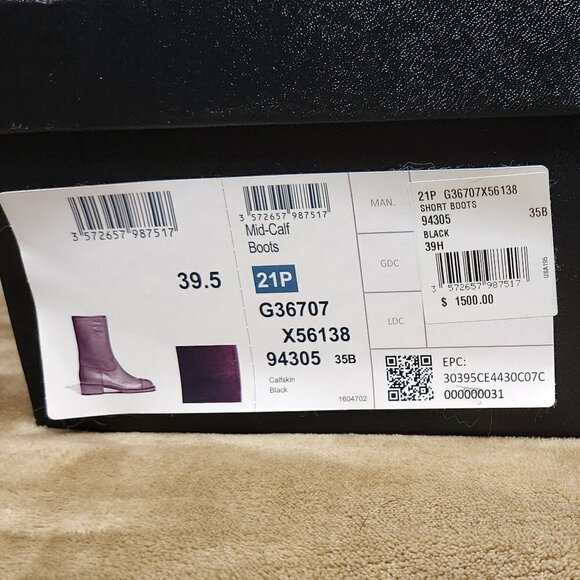 3 572657 987517
39.5
3 572657 987517
Mid-Calf
Boots
21P
G36707
X56138
94305 35B
Calfskin
Black
1604702
MAN.
GDC
LDC
EPC:
30395CE4430C07C
000000031
21P G36707X56138
SHORT BOOTS
94305 35B
BLACK
39H
3 572657 987517
USA195
$ 1500.00